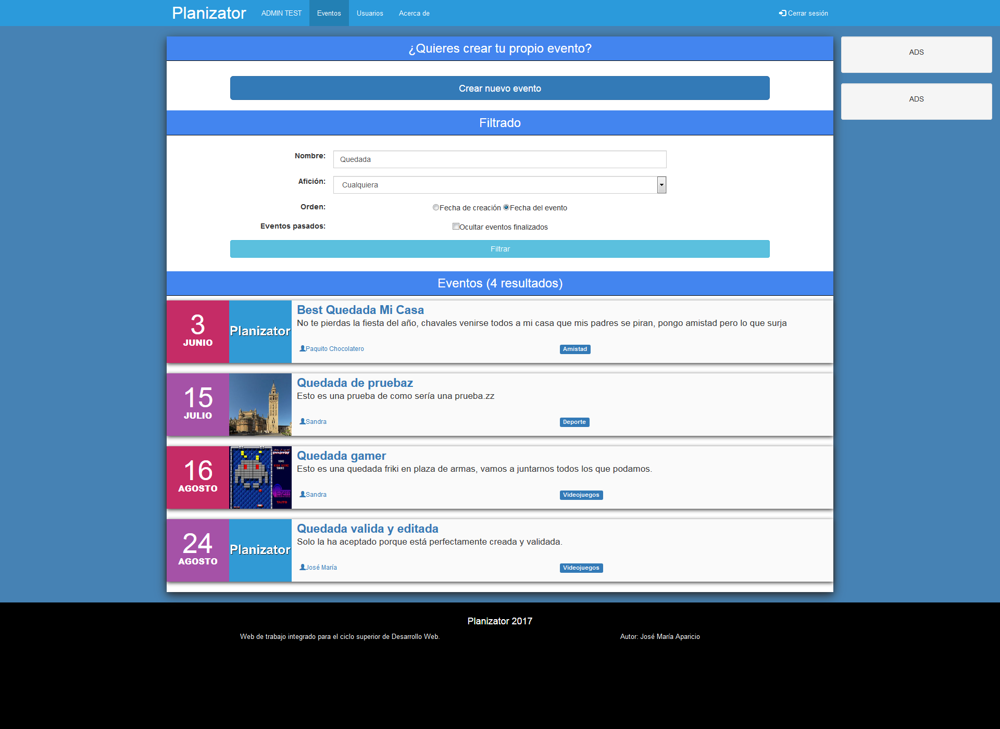 Planizator
ADMIN TEST
Eventos
Usuarios
Acerca de
Cerrar sesión
¿Quieres crear tu propio evento?
ADS
Crear nuevo evento
ADS
Filtrado
Nombre: Quedada
Afición: Cualquiera
Orden: Fecha de creación Fecha del evento
Eventos pasados: Ocultar eventos finalizados
Filtrar
Eventos (4 resultados)
3
JUNIO
Planizator
Best Quedada Mi Casa
No te pierdas la fiesta del año, chavales venirse todos a mi casa que mis padres se piran, pongo amistad pero lo que surja
Paquito Chocolatero
Amistad
15
JULIO
Quedada de pruebaz
Esto es una prueba de como sería una prueba.zz
Sandra
Deporte
16
AGOSTO
50000
TAITO
Quedada gamer
Esto es una quedada friki en plaza de armas, vamos a juntarnos todos los que podamos.
Sandra
Videojuegos
24
AGOSTO
Planizator
Quedada valida y editada
Solo la ha aceptado porque está perfectamente creada y validada.
José María
Videojuegos
Planizator 2017
Web de trabajo integrado para el ciclo superior de Desarrollo Web.
Autor: José María Aparicio